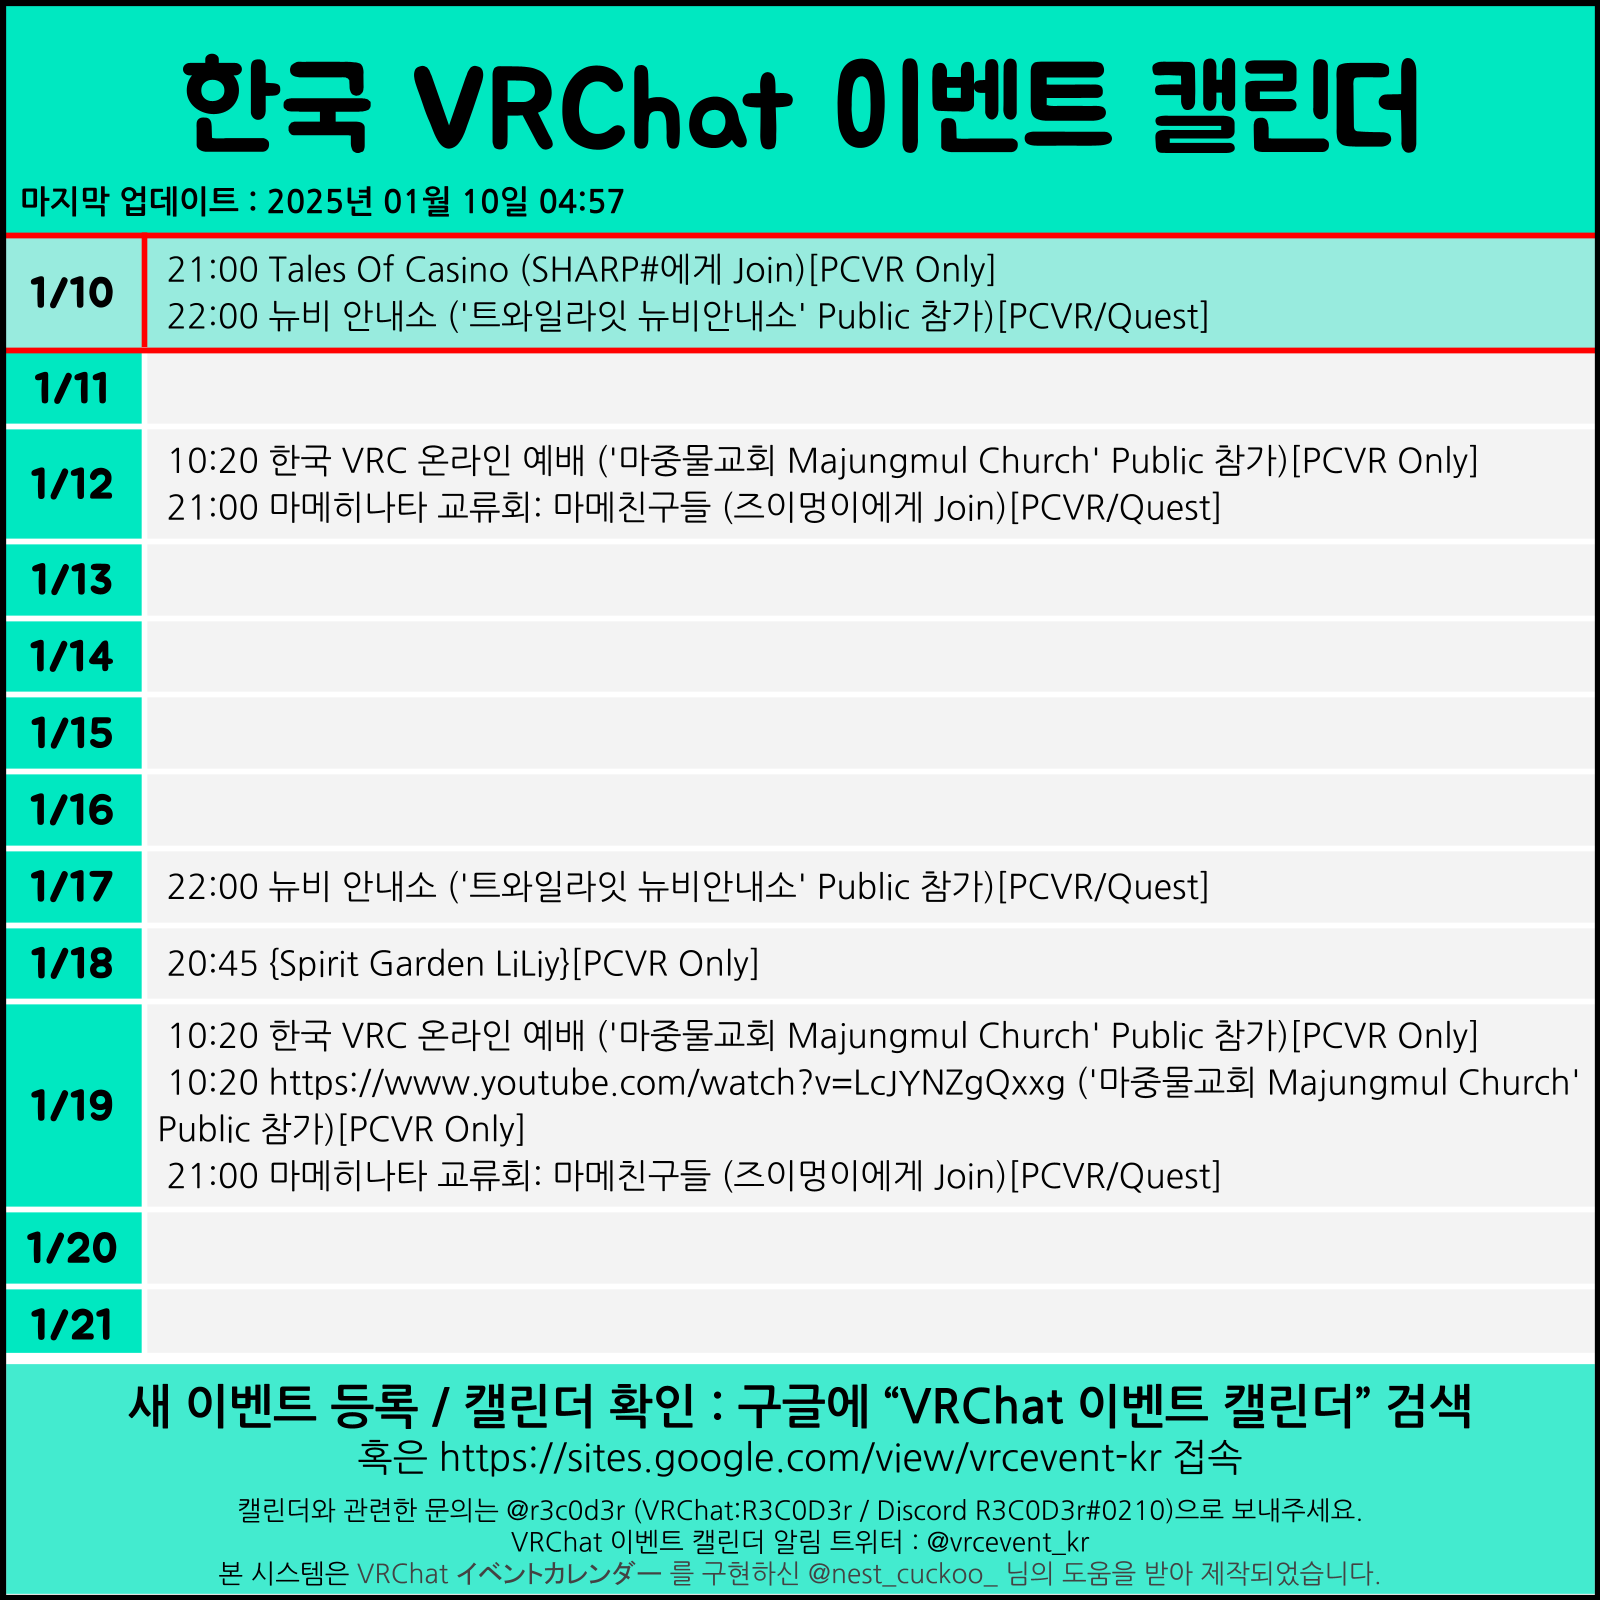 한국 VRChat 이벤트 캘린더
마지막 업데이트 : 2025년 01월 10일 04:57
1/10
21:00 Tales Of Casino (SHARP#에게 Join)[PCVR Only]
22:00 뉴비 안내소 ('트와일라잇 뉴비안내소' Public 참가)[PCVR/Quest]
1/11
1/12
10:20 한국 VRC 온라인 예배 ('마중물교회 Majungmul Church' Public 참가)[PCVR Only]
21:00 마메히나타 교류회: 마메친구들 (즈이멍이에게 Join)[PCVR/Quest]
1/13
1/14
1/15
1/16
1/17
22:00 뉴비 안내소 ('트와일라잇 뉴비안내소' Public 참가)[PCVR/Quest]
1/18
20:45 {Spirit Garden LiLiy}[PCVR Only]
1/19
10:20 한국 VRC 온라인 예배 ('마중물교회 Majungmul Church' Public 참가)[PCVR Only]
10:20 https://www.youtube.com/watch?v=LcJYNZgQxxg ('마중물교회 Majungmul Church'
Public 참가)[PCVR Only]
21:00 마메히나타 교류회: 마메친구들 (즈이멍이에게 Join)[PCVR/Quest]
1/20
1/21
새 이벤트 등록 / 캘린더 확인 : 구글에 “VRChat 이벤트 캘린더” 검색
혹은 https://sites.google.com/view/vrcevent-kr 접속
캘린더와 관련한 문의는 @r3c0d3r (VRChat:R3C0D3r / Discord R3C0D3r#0210)으로 보내주세요.
VRChat 이벤트 캘린더 알림 트위터 : @vrcevent_kr
본 시스템은 VRChat イベントカレンダー 를 구현하신 @nest_cuckoo_ 님의 도움을 받아 제작되었습니다.